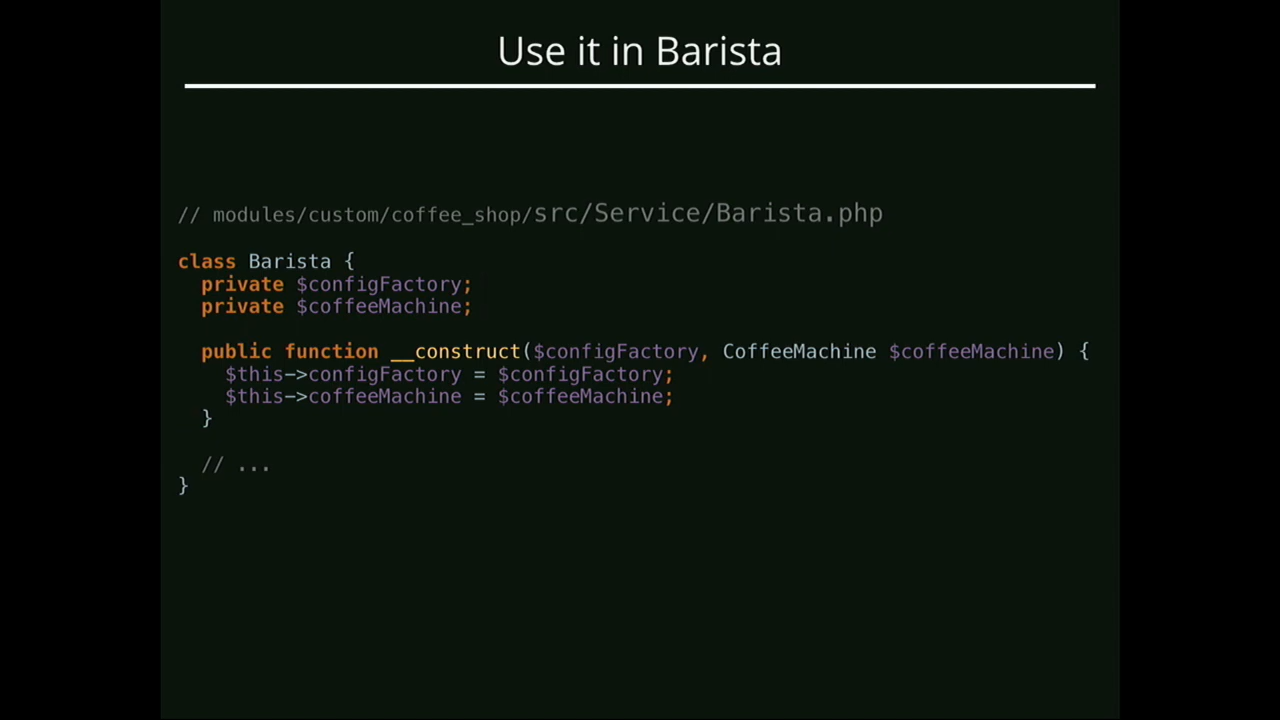 Use it in Barista
// modules/custom/coffee_shop/src/Service/Barista.php
class Barista {
private $configFactory;
private $coffeeMachine;
public function __construct($configFactory, CoffeeMachine $coffeeMachine) {
$this->configFactory = $configFactory;
$this->coffeeMachine = $coffeeMachine;
}
// ...
}